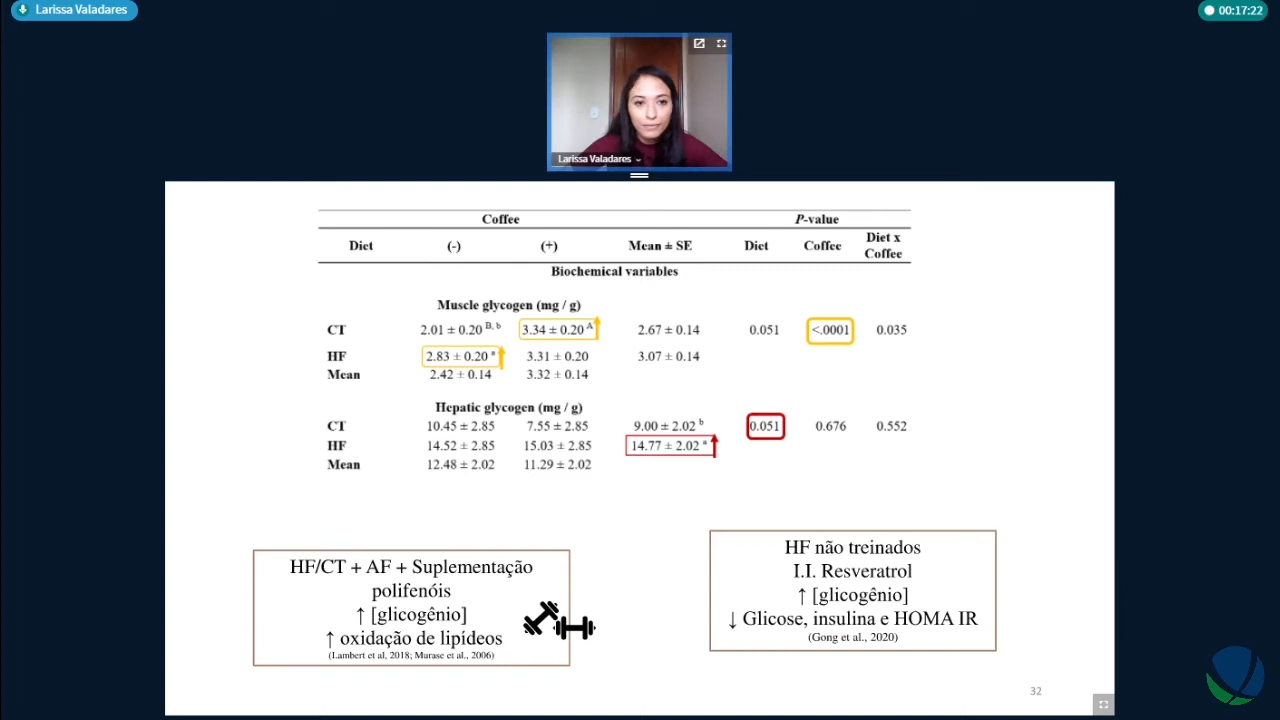 Larissa Valadares
00:17:22
Larissa Valadares
Coffee P-value
Diet (-) (+) Mean ± SE Diet Coffee Diet x Coffee
Biochemical variables
Muscle glycogen (mg / g)
CT 2.01 ± 0.20 B, b 3.34 ± 0.20 A 2.67 ± 0.14 0.051 <.0001 0.035
HF 2.83 ± 0.20 a 3.31 ± 0.20 3.07 ± 0.14
Mean 2.42 ± 0.14 3.32 ± 0.14
Hepatic glycogen (mg / g)
CT 10.45 ± 2.85 7.55 ± 2.85 9.00 ± 2.02 b 0.051 0.676 0.552
HF 14.52 ± 2.85 15.03 ± 2.85 14.77 ± 2.02 a
Mean 12.48 ± 2.02 11.29 ± 2.02
HF/CT + AF + Suplementação
polifenóis
↑ [glicogênio]
↑ oxidação de lipídeos
(Lambert et al, 2018; Murase et al., 2006)
HF não treinados
I.I. Resveratrol
↑ [glicogênio]
↓ Glicose, insulina e HOMA IR
(Gong et al., 2020)
32